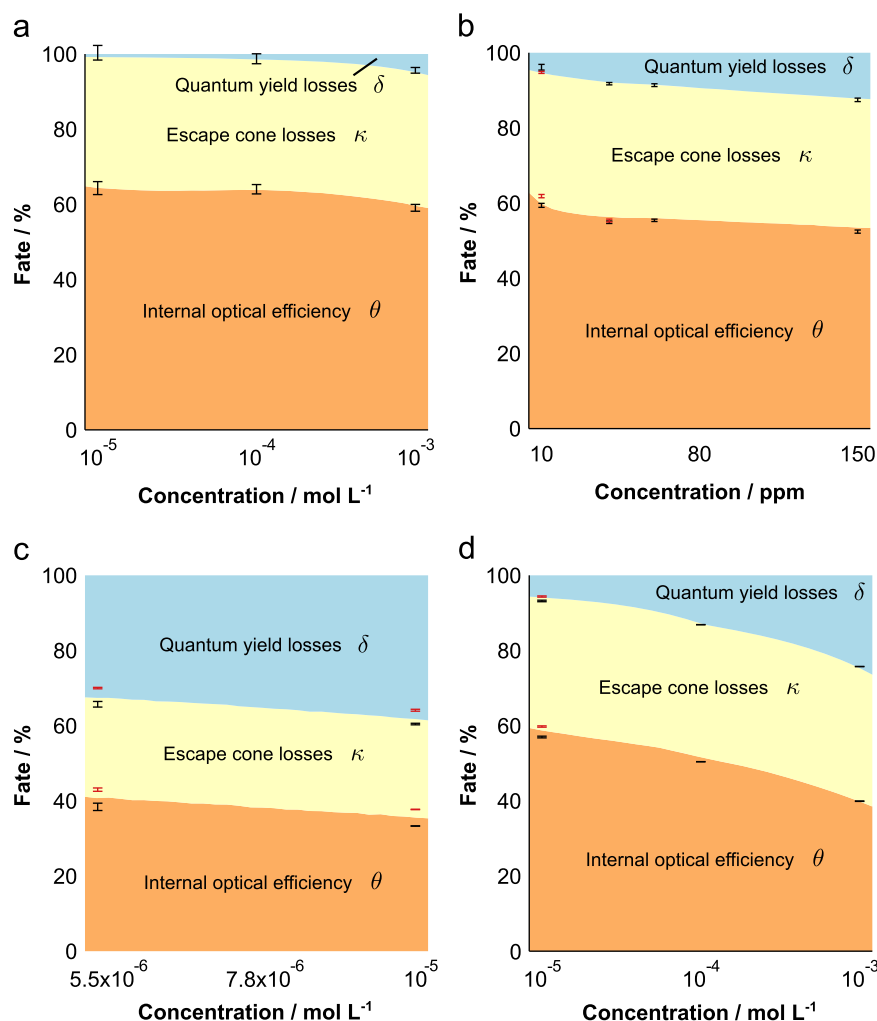 a
100
80
60
40
20
0
Fate / %
Quantum yield losses δ
Escape cone losses κ
Internal optical efficiency θ
10⁻⁵ 10⁻⁴ 10⁻³
Concentration / mol L⁻¹
b
100
80
60
40
20
0
Fate / %
Quantum yield losses δ
Escape cone losses κ
Internal optical efficiency θ
10 80 150
Concentration / ppm
c
100
80
60
40
20
0
Fate / %
Quantum yield losses δ
Escape cone losses κ
Internal optical efficiency θ
5.5x10⁻⁶ 7.8x10⁻⁶ 10⁻⁵
Concentration / mol L⁻¹
d
100
80
60
40
20
0
Fate / %
Quantum yield losses δ
Escape cone losses κ
Internal optical efficiency θ
10⁻⁵ 10⁻⁴ 10⁻³
Concentration / mol L⁻¹